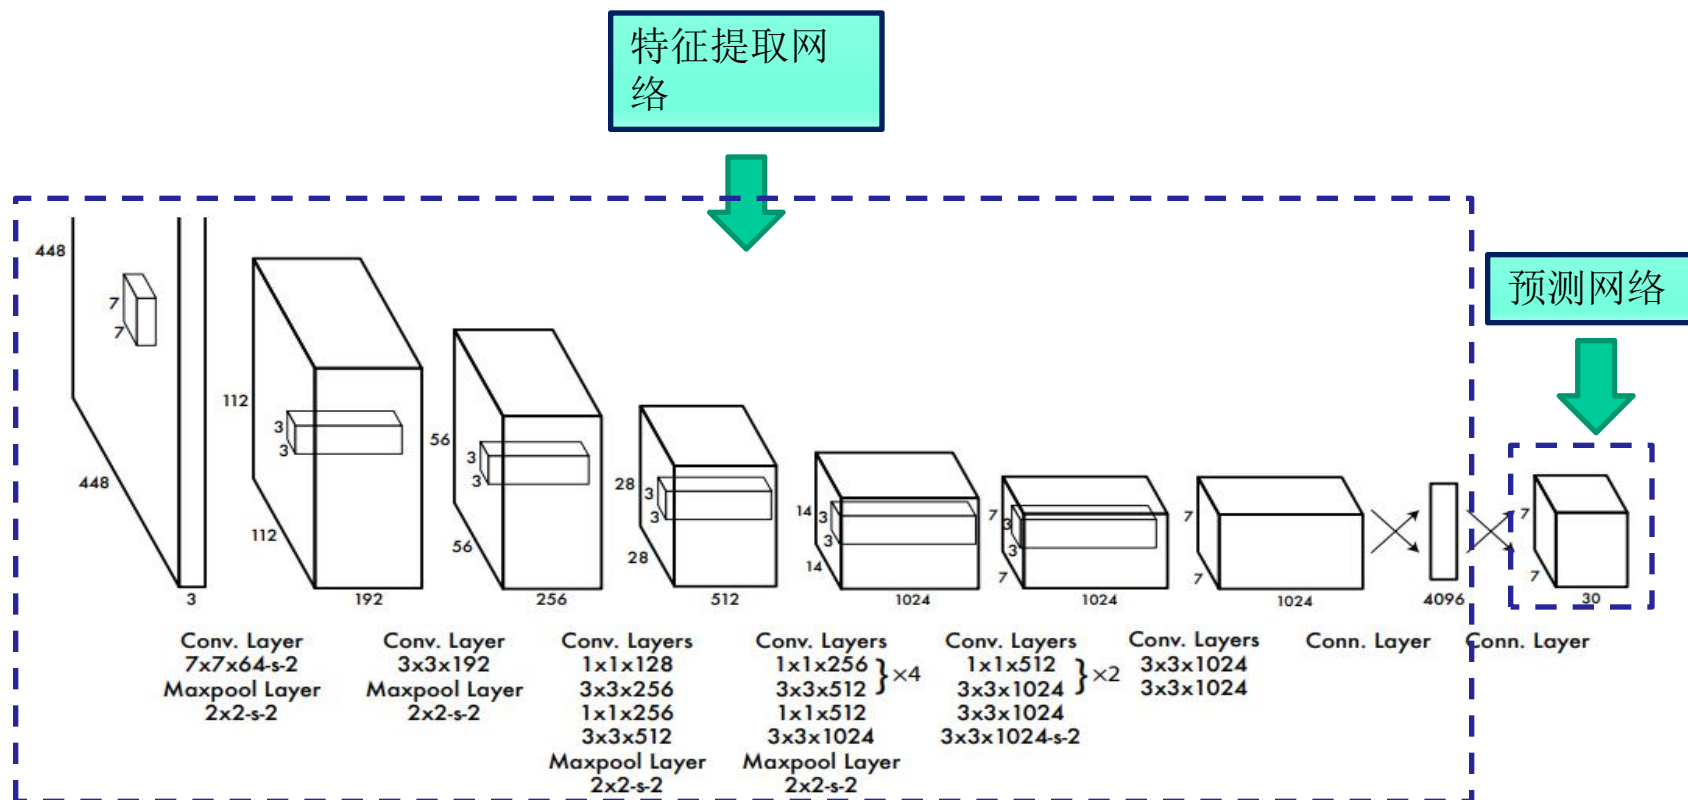 特征提取网
络
预测网络
448
448
7
7
3
112
112
3
3
192
56
56
3
3
256
28
28
3
3
512
14
14
3
3
1024
7
7
3
3
1024
7
7
1024
4096
7
7
30
Conv. Layer
7x7x64-s-2
Maxpool Layer
2x2-s-2
Conv. Layer
3x3x192
Maxpool Layer
2x2-s-2
Conv. Layers
1x1x128
3x3x256
1x1x256
3x3x512
Maxpool Layer
2x2-s-2
Conv. Layers
1x1x256
3x3x512 }×4
1x1x512
3x3x1024
Maxpool Layer
2x2-s-2
Conv. Layers
1x1x512
3x3x1024 }×2
3x3x1024
3x3x1024-s-2
Conv. Layers
3x3x1024
3x3x1024
Conn. Layer
Conn. Layer